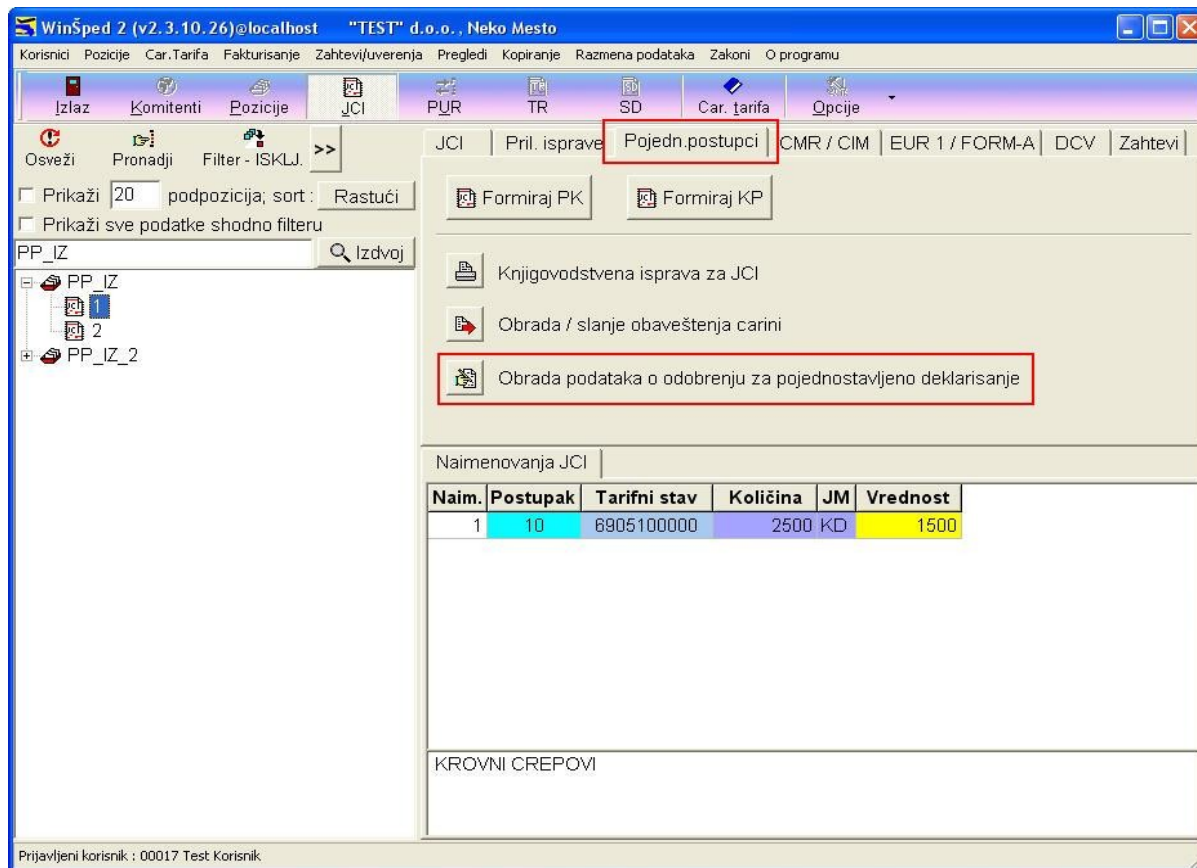 WinŠped 2 (v2.3.10.26)@localhost "TEST" d.o.o., Neko Mesto
Korisnici Pozicije Car.Tarifa Fakturisanje Zahtevi/uverenja Pregledi Kopiranje Razmena podataka Zakoni O programu
Izlaz Komitenti Pozicije JCI PUR TR SD Car. tarifa Opcije
Osveži Pronadji Filter - ISKLJ. >>
Prikaži 20 podpozicija; sort : Rastući
Prikaži sve podatke shodno filteru
PP_IZ Izdvoj
PP_IZ
1
2
PP_IZ_2
JCI Pril. isprave Pojedn.postupci CMR / CIM EUR 1 / FORM-A DCV Zahtevi
Formiraj PK Formiraj KP
Knjigovodstvena isprava za JCI
Obrada / slanje obaveštenja carini
Obrada podataka o odobrenju za pojednostavljeno deklarisanje
Naimenovanja JCI
Naim. Postupak Tarifni stav Količina JM Vrednost
1 10 6905100000 2500 KD 1500
KROVNI CREPOVI
Prijavljeni korisnik : 00017 Test Korisnik